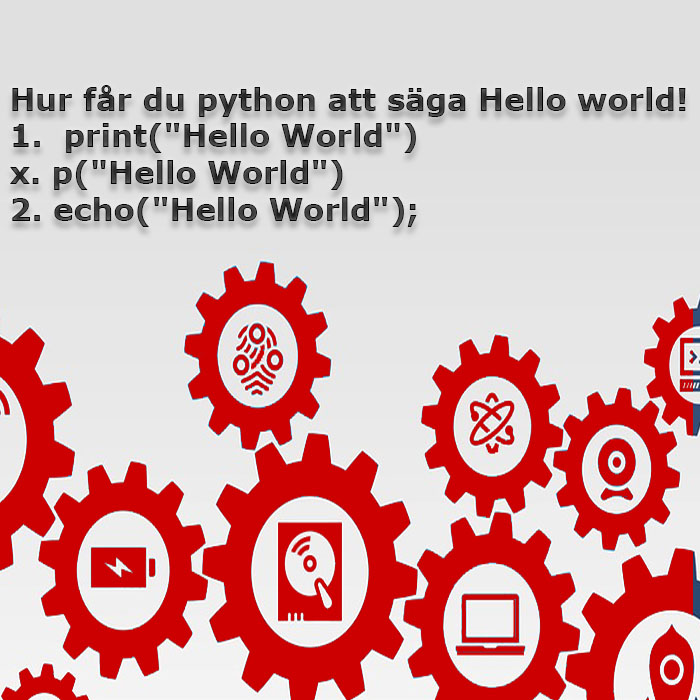 Hur får du python att säga Hello world!
1.  print("Hello World")
x. p("Hello World")
2. echo("Hello World");